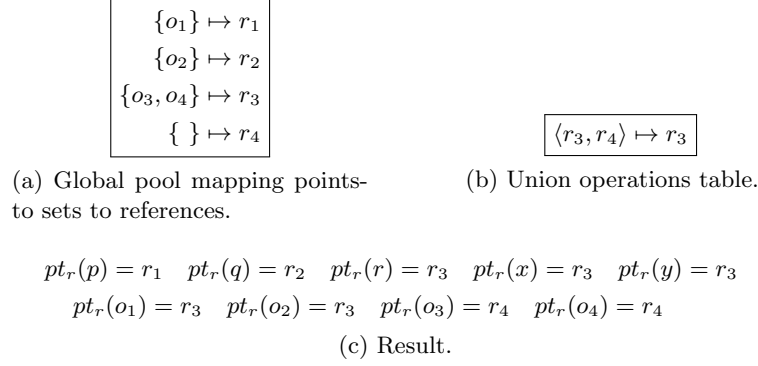 {o₁} ↦ r₁
{o₂} ↦ r₂
{o₃, o₄} ↦ r₃
{ } ↦ r₄
(a) Global pool mapping points-
to sets to references.
⟨r₃, r₄⟩ ↦ r₃
(b) Union operations table.
ptᵣ(p) = r₁ ptᵣ(q) = r₂ ptᵣ(r) = r₃ ptᵣ(x) = r₃ ptᵣ(y) = r₃
ptᵣ(o₁) = r₃ ptᵣ(o₂) = r₃ ptᵣ(o₃) = r₄ ptᵣ(o₄) = r₄
(c) Result.